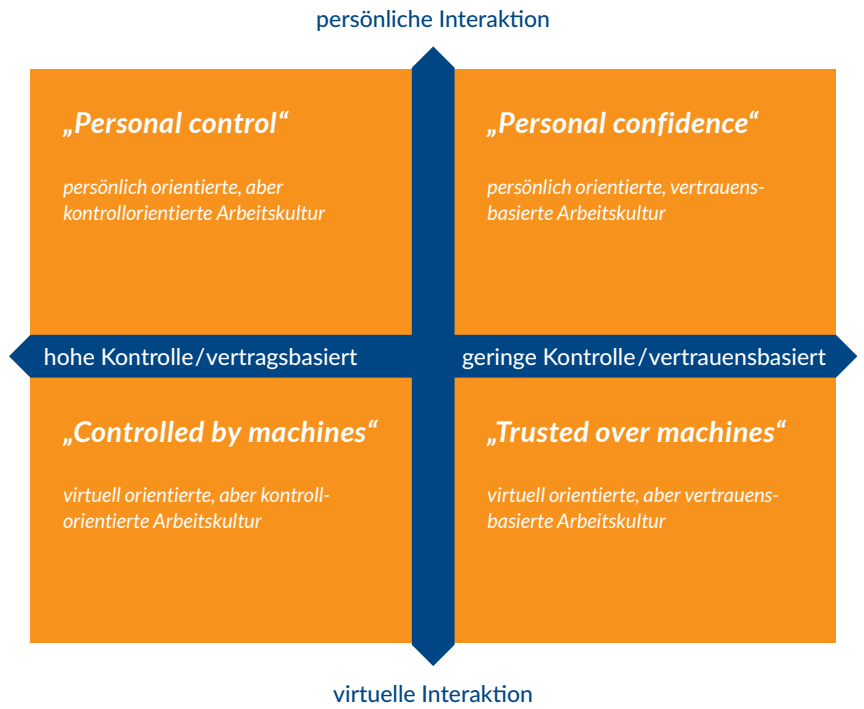 persönliche Interaktion
„Personal control“
persönlich orientierte, aber
kontrollorientierte Arbeitskultur
„Personal confidence“
persönlich orientierte, vertrauens-
basierte Arbeitskultur
hohe Kontrolle/vertragsbasiert
geringe Kontrolle/vertrauensbasiert
„Controlled by machines“
virtuell orientierte, aber kontroll-
orientierte Arbeitskultur
„Trusted over machines“
virtuell orientierte, aber vertrauens-
basierte Arbeitskultur
virtuelle Interaktion